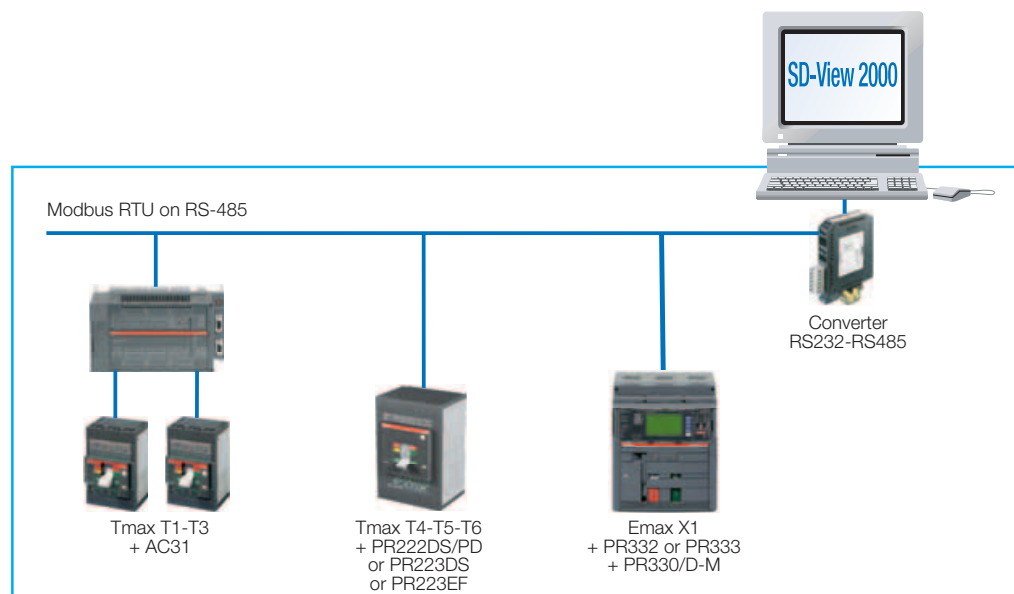 SD-View 2000
Modbus RTU on RS-485
Converter
RS232-RS485
Tmax T1-T3
+ AC31
Tmax T4-T5-T6
+ PR222DS/PD
or PR223DS
or PR223EF
Emax X1
+ PR332 or PR333
+ PR330/D-M